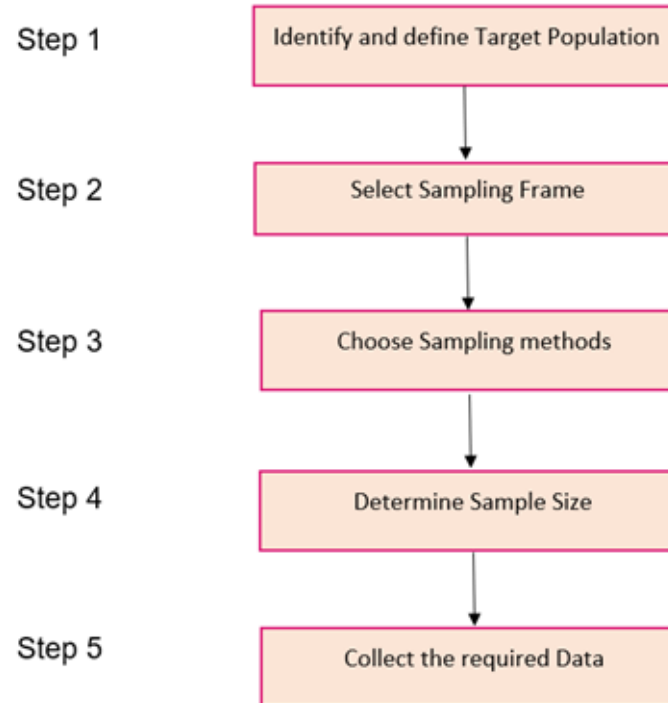 Step 1
Identify and define Target Population
Step 2
Select Sampling Frame
Step 3
Choose Sampling methods
Step 4
Determine Sample Size
Step 5
Collect the required Data